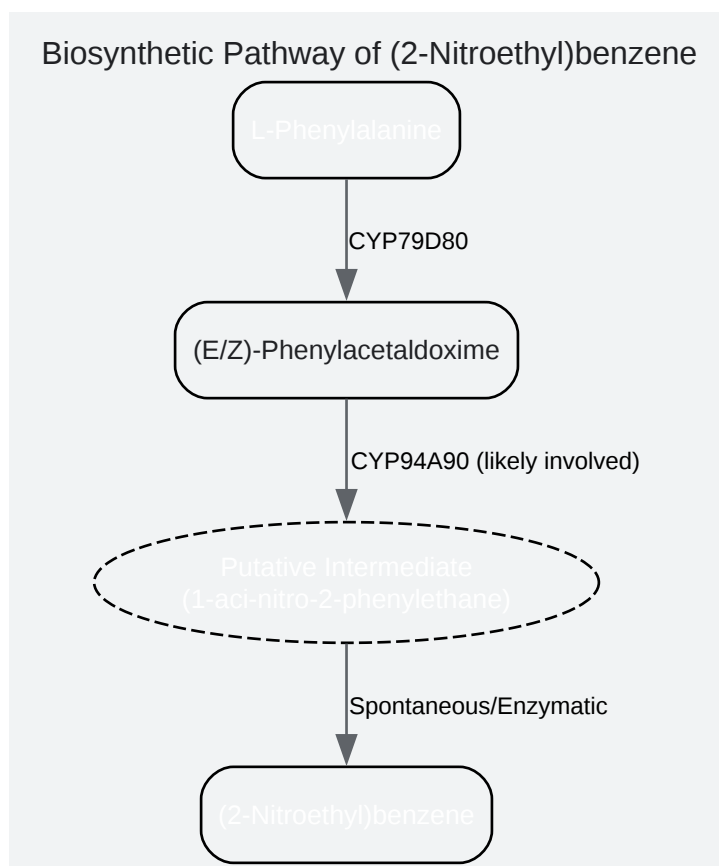 Biosynthetic Pathway of (2-Nitroethyl)benzene
L-Phenylalanine
CYP79D80
(E/Z)-Phenylacetaldoxime
CYP94A90 (likely involved)
Putative Intermediate
(1-aci-nitro-2-phenylethane)
Spontaneous/Enzymatic
(2-Nitroethyl)benzene